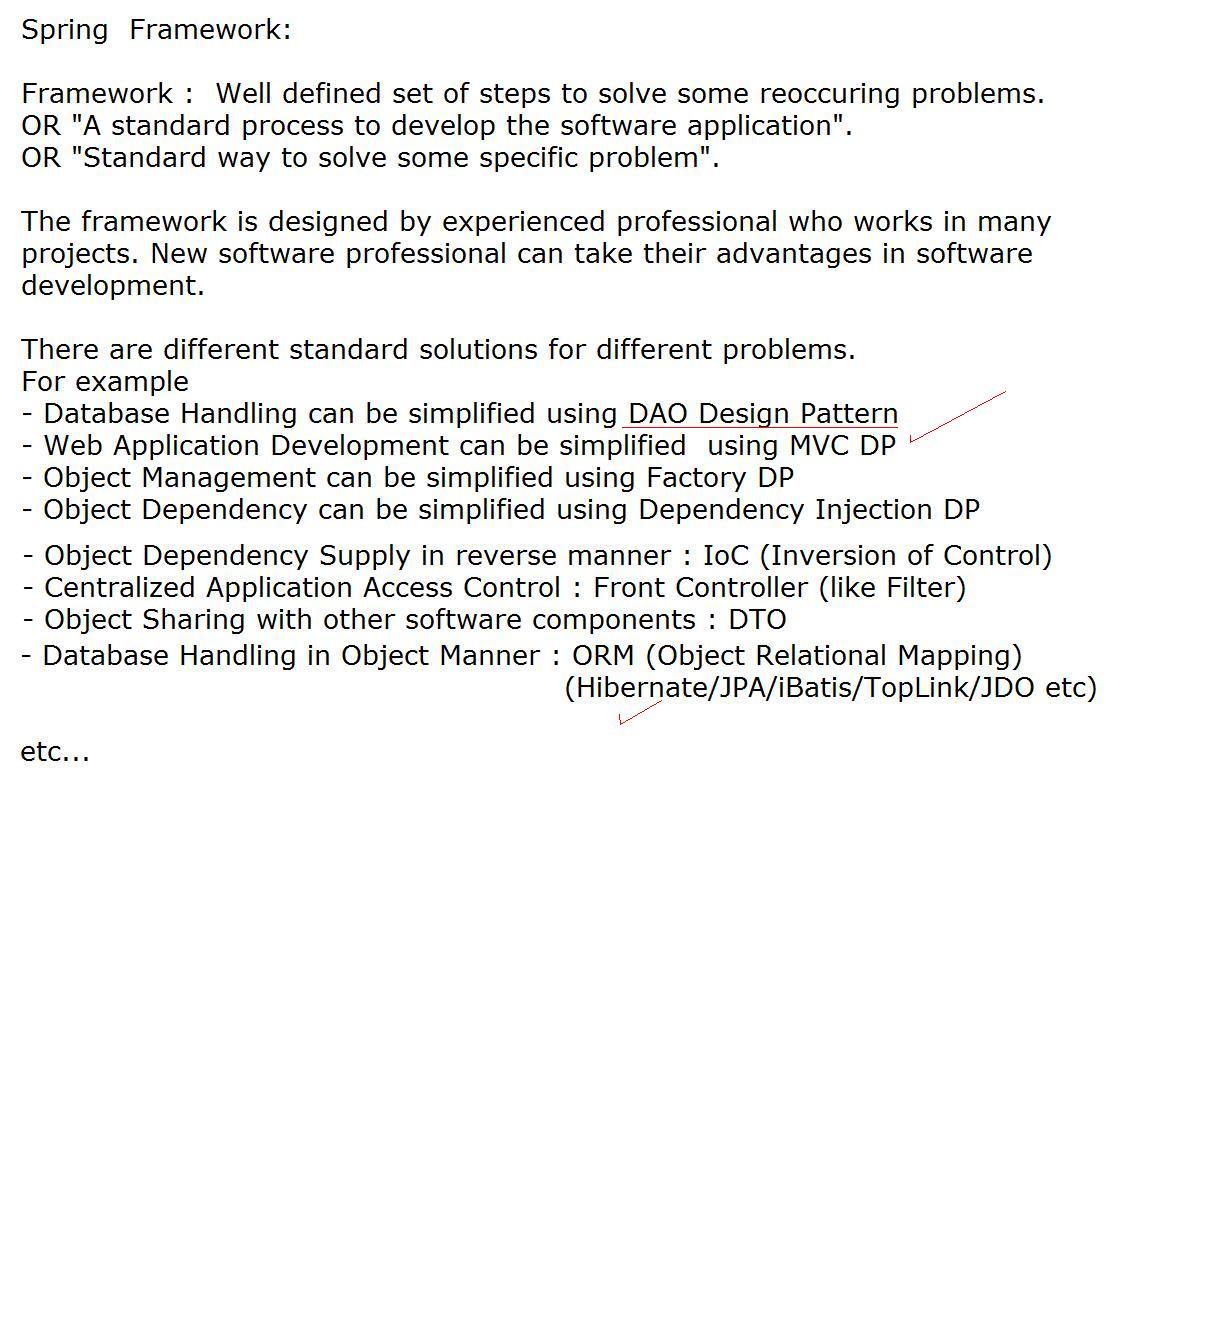 Spring  Framework:
Framework :  Well defined set of steps to solve some reoccuring problems.
OR "A standard process to develop the software application".
OR "Standard way to solve some specific problem".
The framework is designed by experienced professional who works in many
projects. New software professional can take their advantages in software
development.
There are different standard solutions for different problems.
For example
- Database Handling can be simplified using DAO Design Pattern
- Web Application Development can be simplified  using MVC DP
- Object Management can be simplified using Factory DP
- Object Dependency can be simplified using Dependency Injection DP
- Object Dependency Supply in reverse manner : IoC (Inversion of Control)
- Centralized Application Access Control : Front Controller (like Filter)
- Object Sharing with other software components : DTO
- Database Handling in Object Manner : ORM (Object Relational Mapping)
(Hibernate/JPA/iBatis/TopLink/JDO etc)
etc...